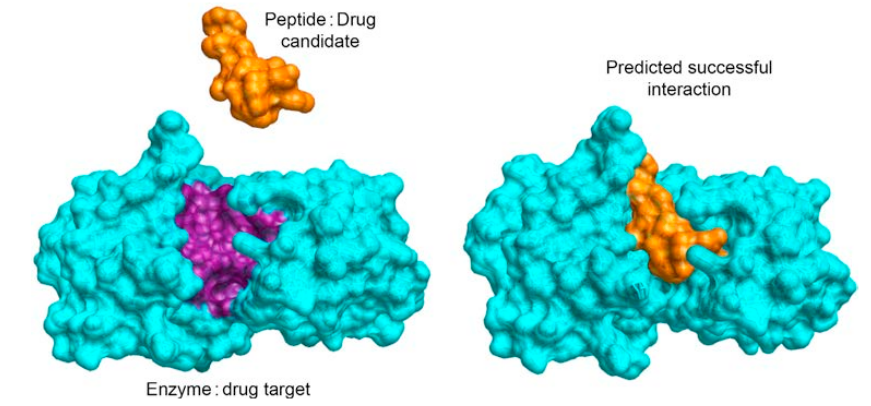 Peptide : Drug
candidate
Predicted successful
interaction
Enzyme : drug target